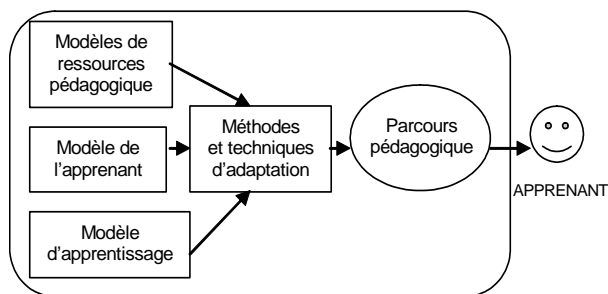 Modèles de
ressources
pédagogique
Modèle de
l'apprenant
Modèle
d'apprentissage
Méthodes
et techniques
d'adaptation
Parcours
pédagogique
APPRENANT